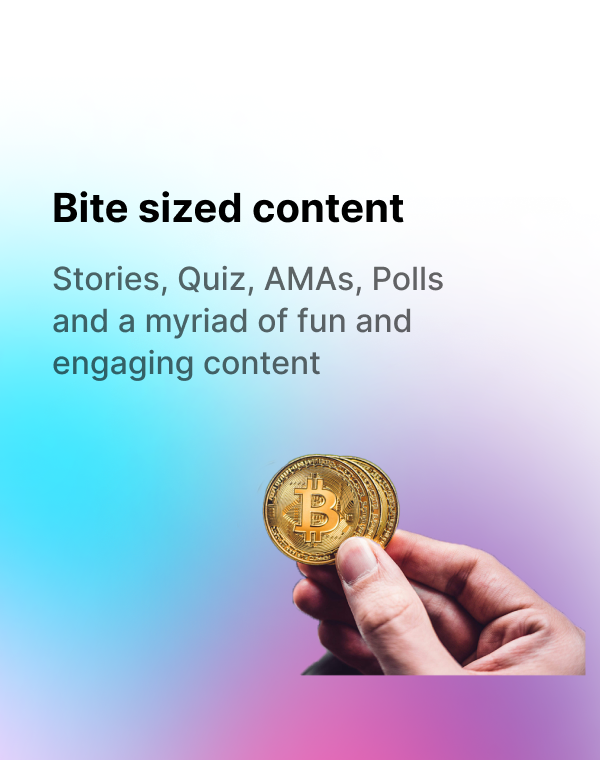 Bite sized content
Stories, Quiz, AMAs, Polls
and a myriad of fun and
engaging content